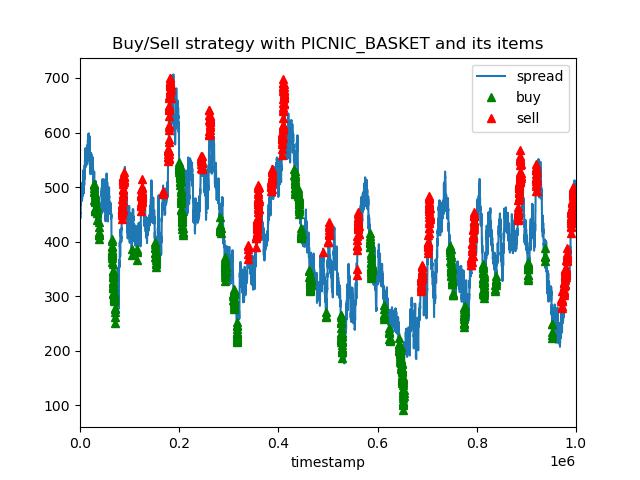 Buy/Sell strategy with PICNIC_BASKET and its items
spread
buy
sell
700
600
500
400
300
200
100
0.0
0.2
0.4
0.6
0.8
1.0
1e6
timestamp